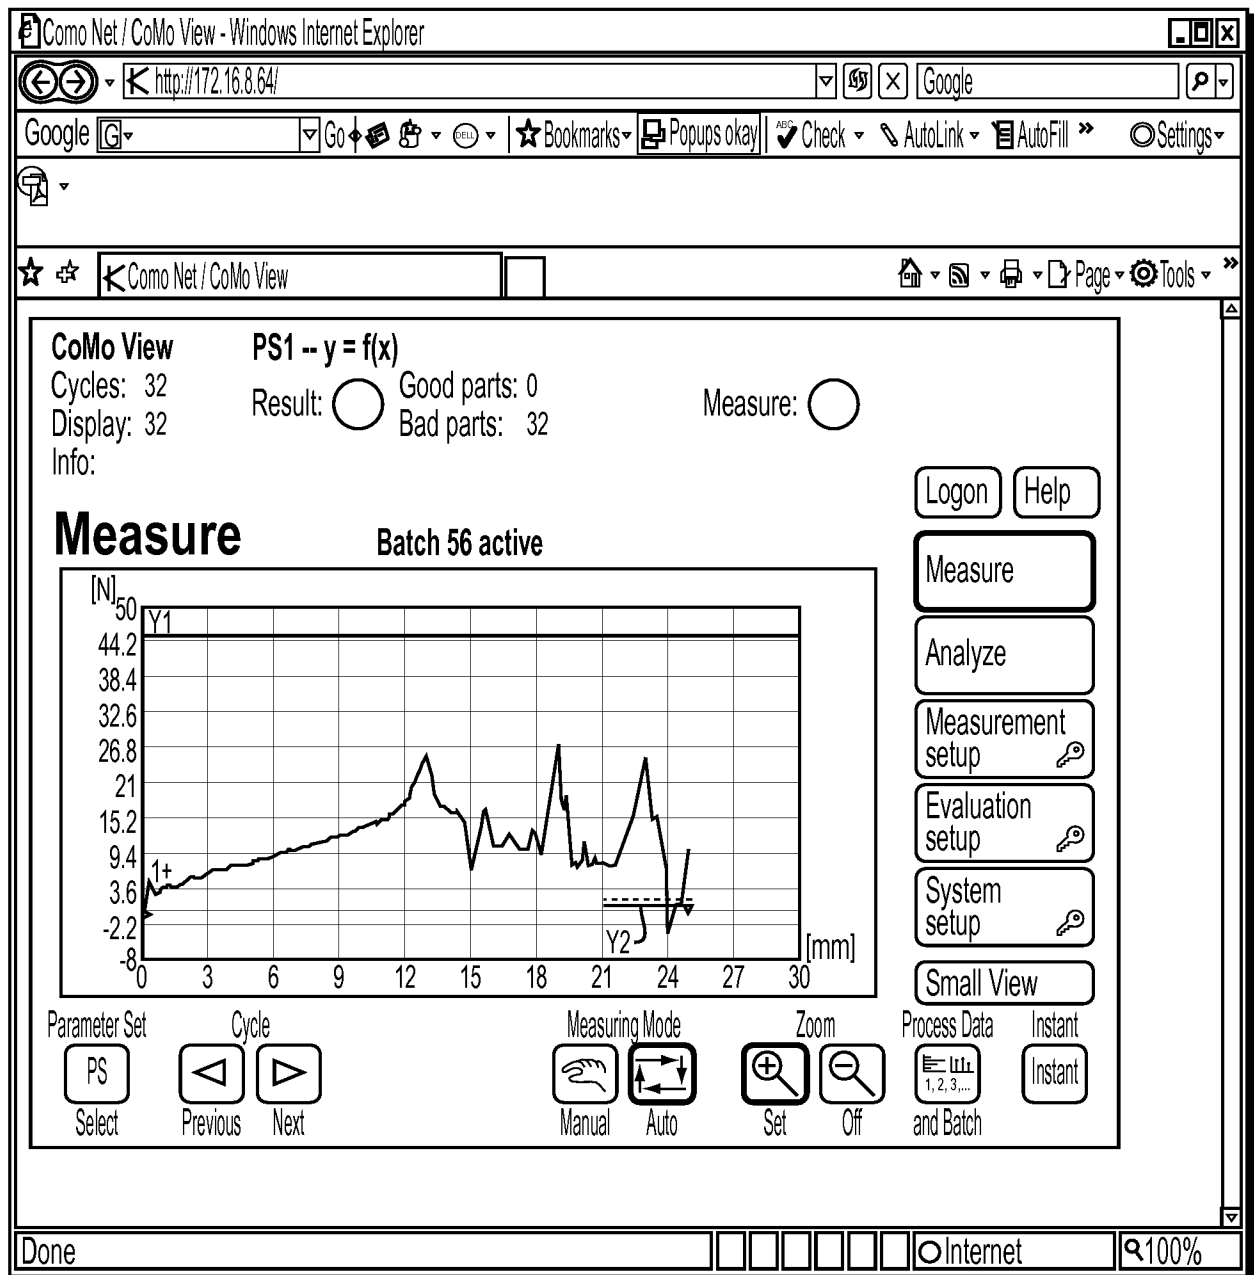 Como Net / CoMo View - Windows Internet Explorer
http://172.16.8.64/ Google
Google G Go DELL Bookmarks Popups okay ABC Check AutoLink AutoFill » Settings
Como Net / CoMo View Page Tools »
CoMo View PS1 -- y = f(x)
Cycles: 32 Result: Good parts: 0 Measure:
Display: 32 Bad parts: 32
Info:
Logon Help
Measure Batch 56 active
Measure
Analyze
Measurement
setup
Evaluation
setup
System
setup
Small View
[N]
50 Y1
44.2
38.4
32.6
26.8
21
15.2
9.4 1+
3.6
-2.2 Y2
-8 [mm]
0 3 6 9 12 15 18 21 24 27 30
Parameter Set Cycle Measuring Mode Zoom Process Data Instant
PS 1, 2, 3,... Instant
Select Previous Next Manual Auto Set Off and Batch
Done Internet 100%